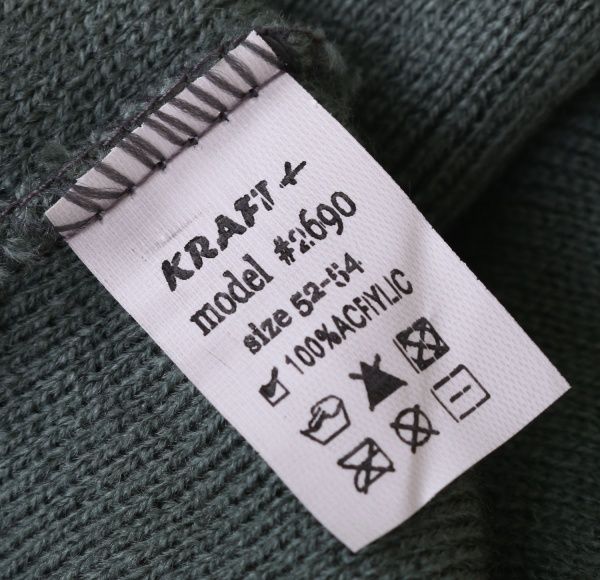 KRAFT+
model #2690
size 52-54
100%ACRYLIC